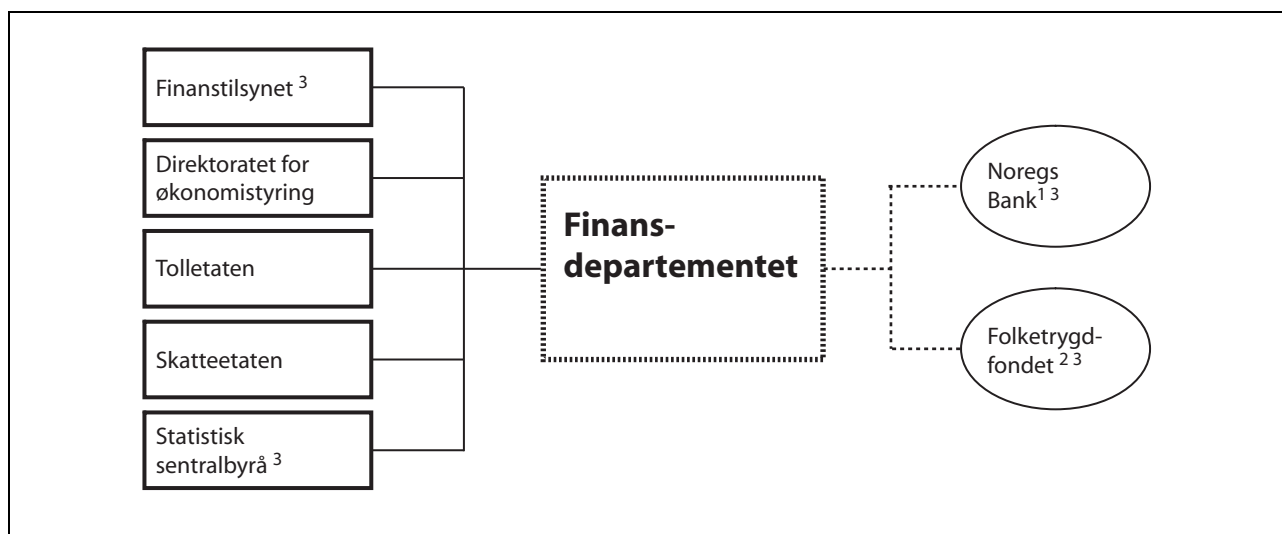 Finanstilsynet 3
Direktoratet for
økonomistyring
Tolletaten
Skatteetaten
Statistisk
sentralbyrå 3
Finans-
departementet
Noregs
Bank1 3
Folketrygd-
fondet 2 3